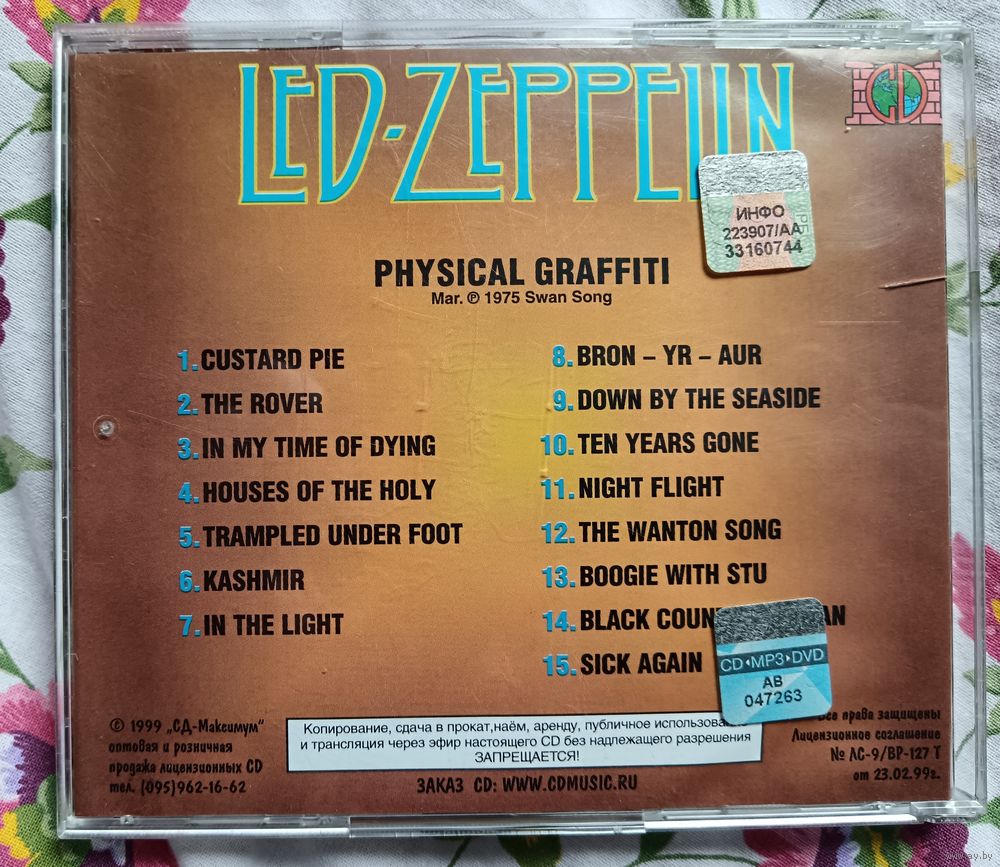 LED-ZEPPELIN
CD
ИНФО
223907/АА
33160744
PHYSICAL GRAFFITI
Mar. ℗ 1975 Swan Song
1. CUSTARD PIE
2. THE ROVER
3. IN MY TIME OF DYING
4. HOUSES OF THE HOLY
5. TRAMPLED UNDER FOOT
6. KASHMIR
7. IN THE LIGHT
8. BRON – YR – AUR
9. DOWN BY THE SEASIDE
10. TEN YEARS GONE
11. NIGHT FLIGHT
12. THE WANTON SONG
13. BOOGIE WITH STU
14. BLACK
15. SICK AGAIN
CD MP3 DVD
АВ
047263
© 1999 „СД-Максимум"
оптовая и розничная
продажа лицензионных CD
тел. (095)962-16-62
Копирование, сдача в прокат,наём, аренду, публичное
и трансляция через эфир настоящего CD без надлежащего разрешения
ЗАПРЕЩАЕТСЯ!
ЗАКАЗ CD: WWW.CDMUSIC.RU
Все права защищены
Лицензионное соглашение
№ ЛС-9/ВР-127 Т
от 23.02.99г.